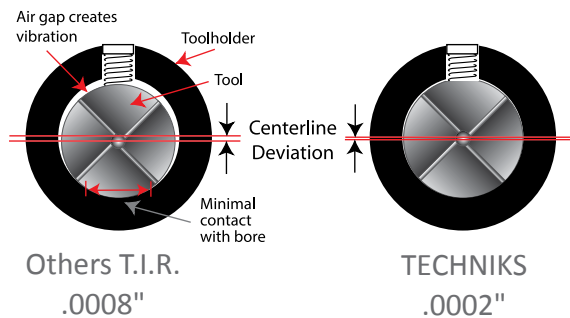 Air gap creates
vibration
Toolholder
Tool
Centerline
Deviation
Minimal
contact
with bore
Others T.I.R.
.0008"
TECHNIKS
.0002"